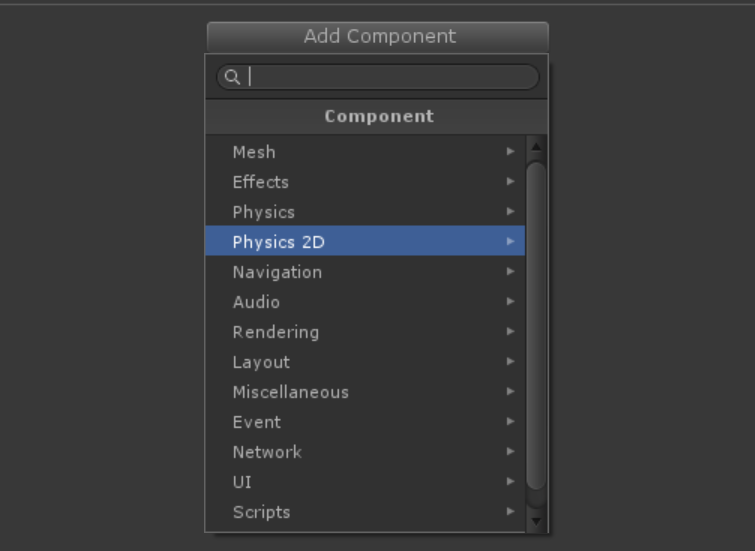 Add Component
Component
Mesh
Effects
Physics
Physics 2D
Navigation
Audio
Rendering
Layout
Miscellaneous
Event
Network
UI
Scripts